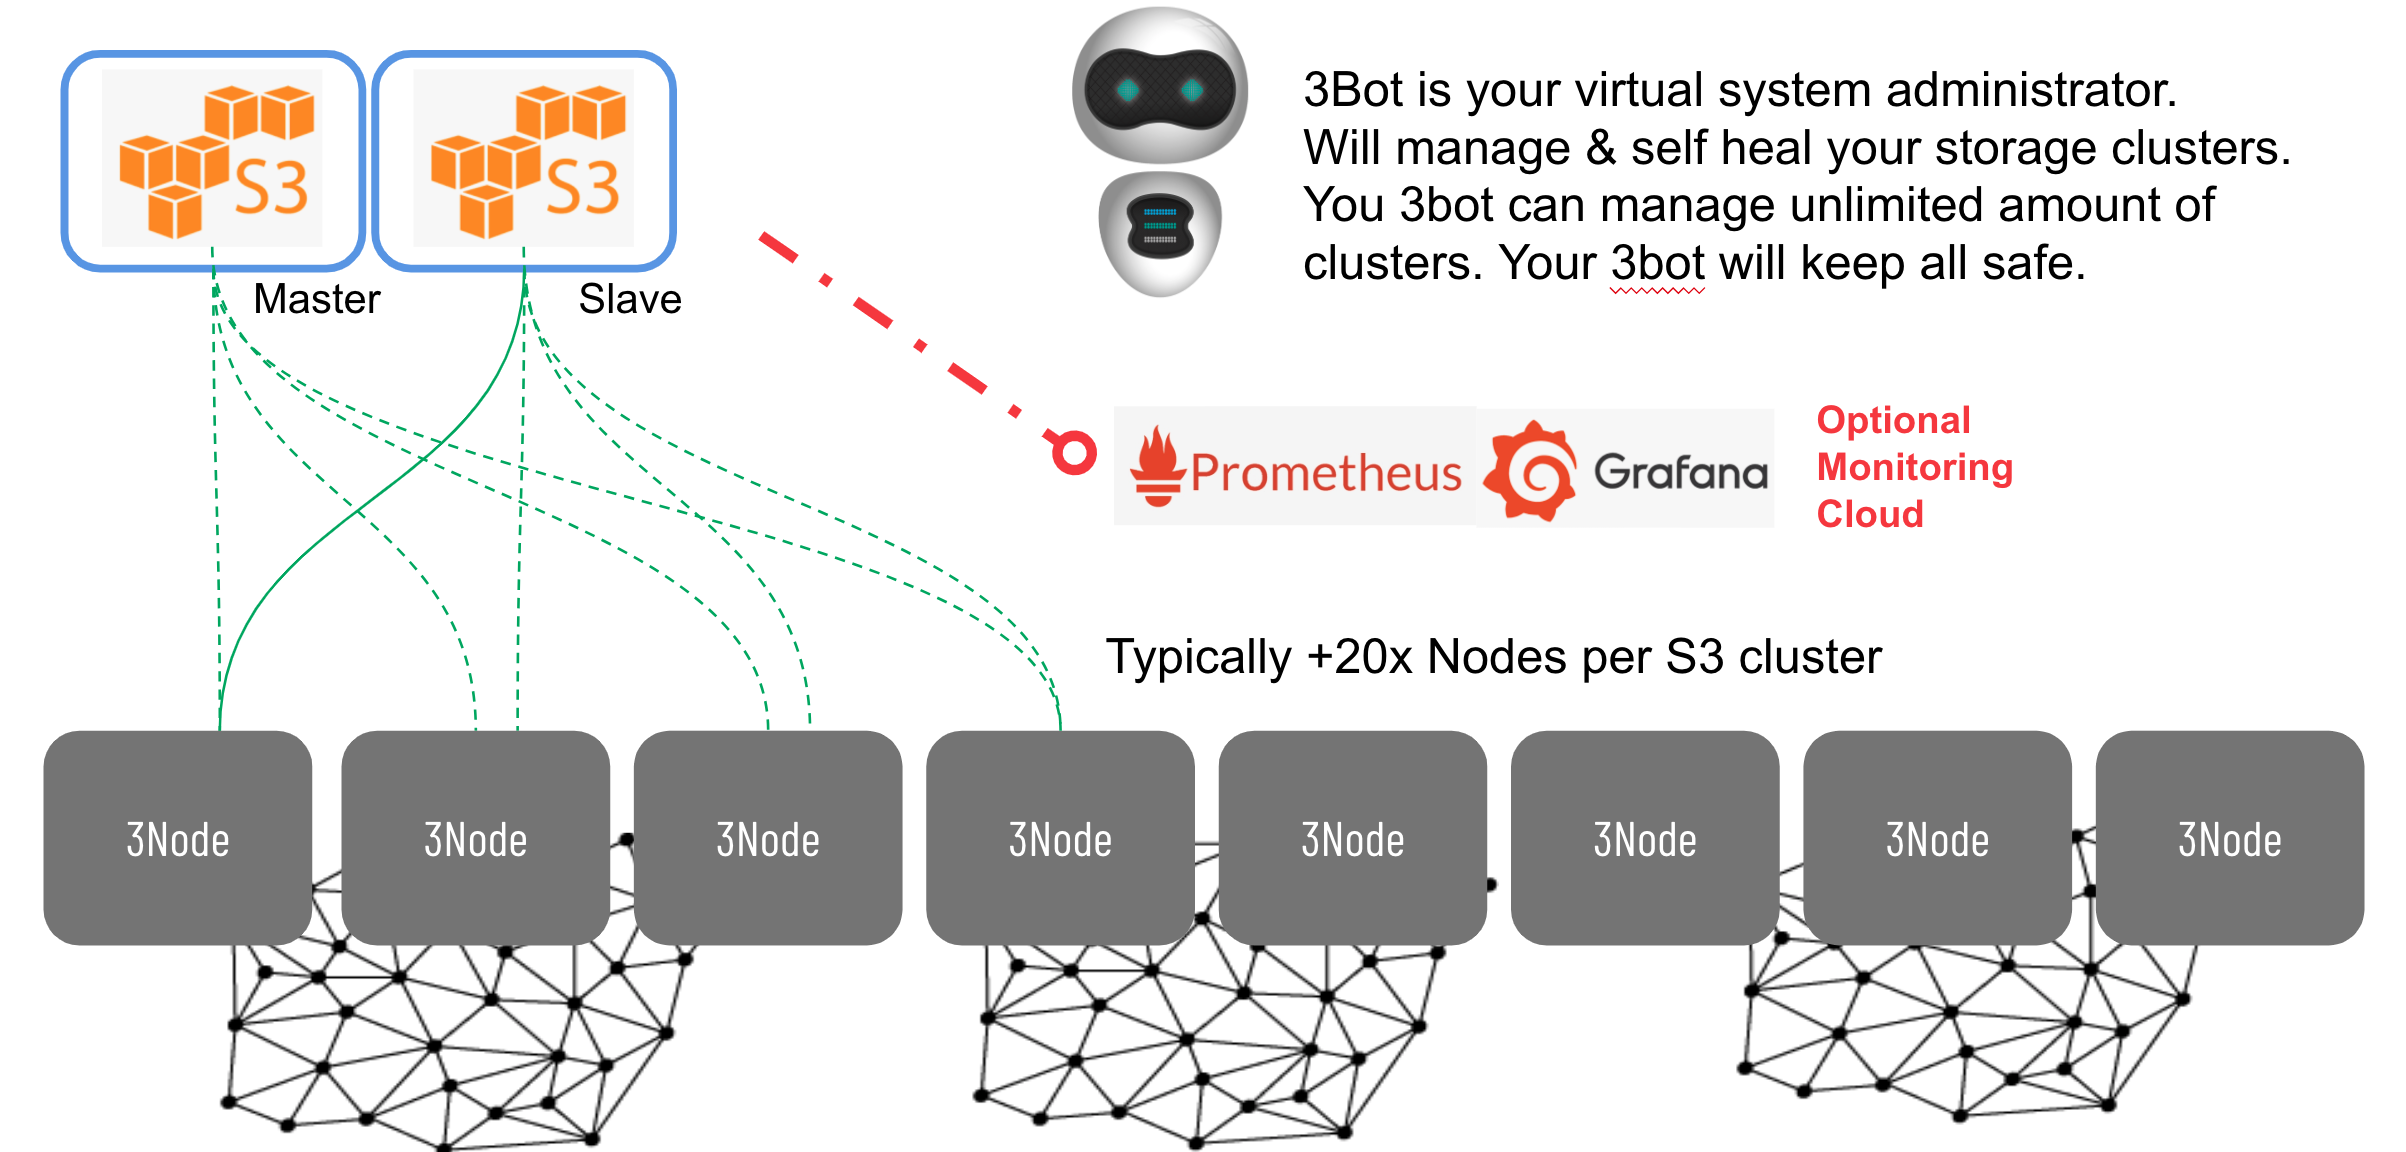 S3
S3
Master
Slave
3Bot is your virtual system administrator.
Will manage & self heal your storage clusters.
You 3bot can manage unlimited amount of
clusters. Your 3bot will keep all safe.
Prometheus
Grafana
Optional
Monitoring
Cloud
Typically +20x Nodes per S3 cluster
3Node
3Node
3Node
3Node
3Node
3Node
3Node
3Node